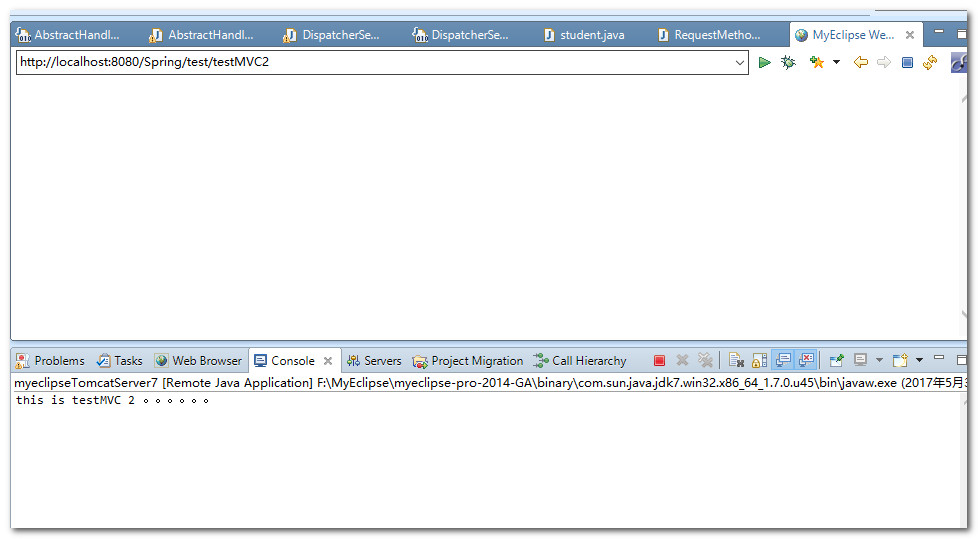 AbstractHandl... AbstractHandl... DispatcherSe... DispatcherSe... student.java RequestMetho... MyEclipse We...
http://localhost:8080/Spring/test/testMVC2
Problems Tasks Web Browser Console Servers Project Migration Call Hierarchy
myeclipseTomcatServer7 [Remote Java Application] F:\MyEclipse\myeclipse-pro-2014-GA\binary\com.sun.java.jdk7.win32.x86_64_1.7.0.u45\bin\javaw.exe (2017年5月3
this is testMVC 2 。。。。。。